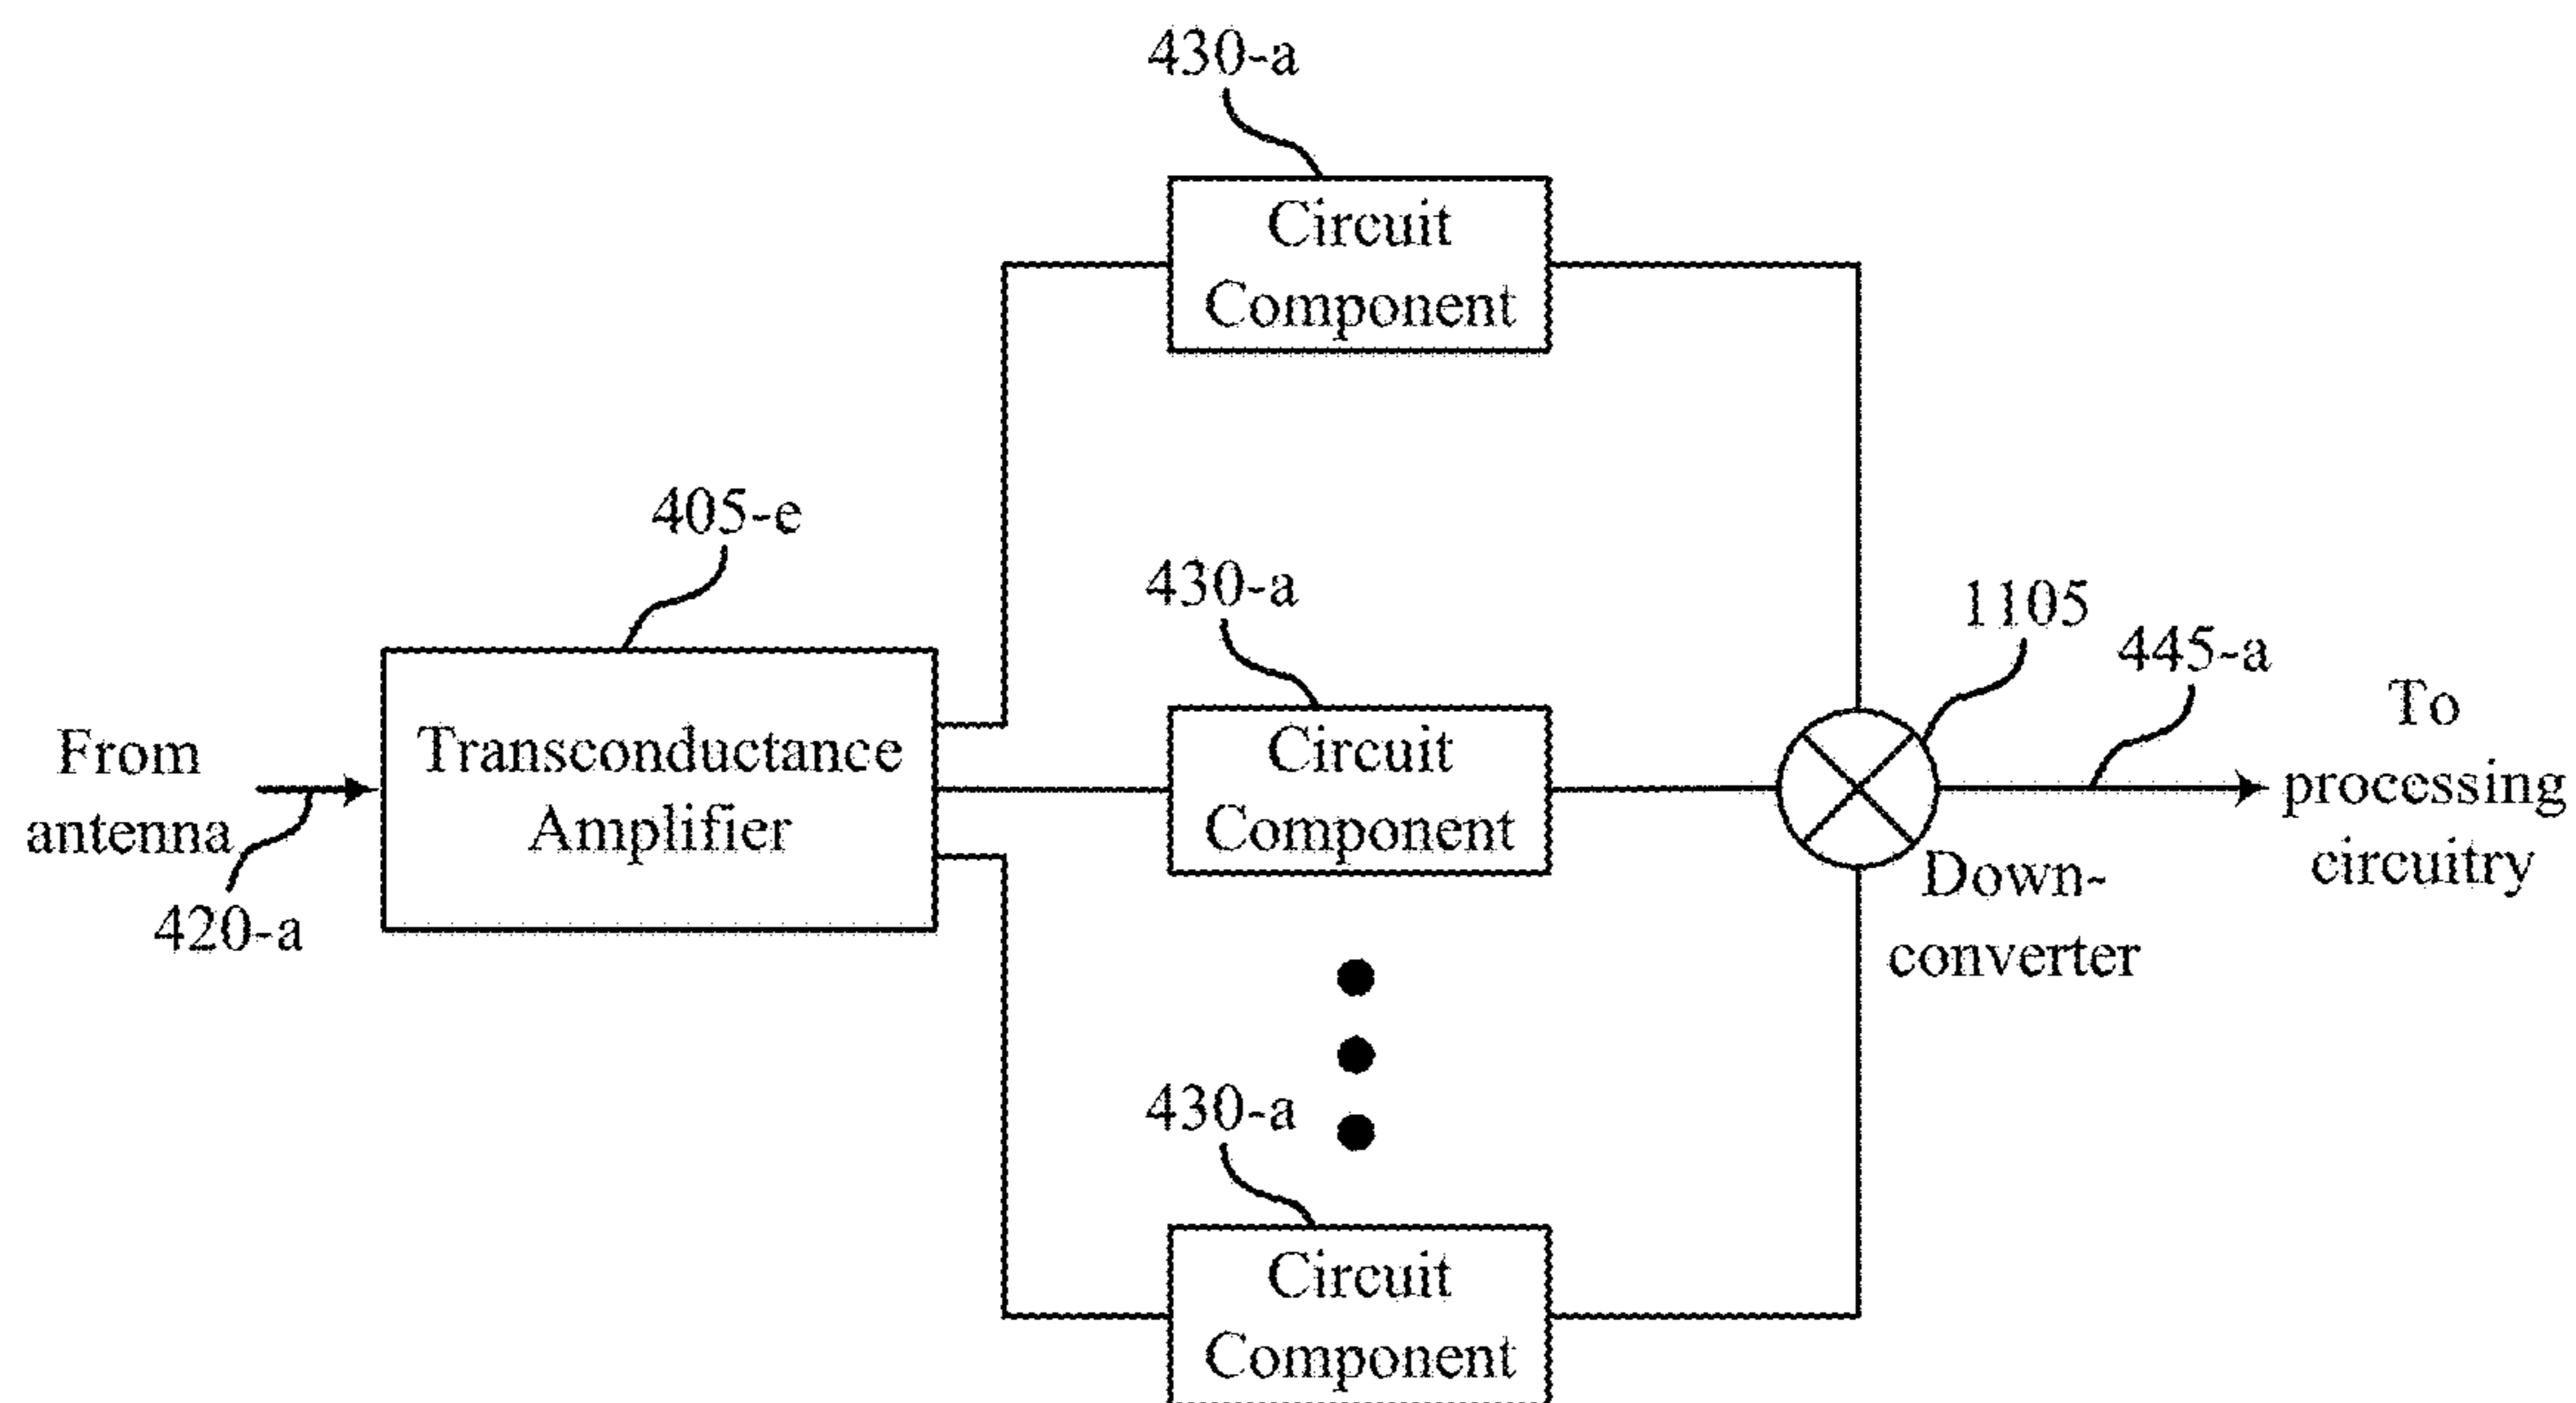 430-a
Circuit
Component
405-e
430-a
1105
445-a
From
antenna
420-a
Transconductance
Amplifier
Circuit
Component
Down-
converter
To
processing
circuitry
430-a
Circuit
Component